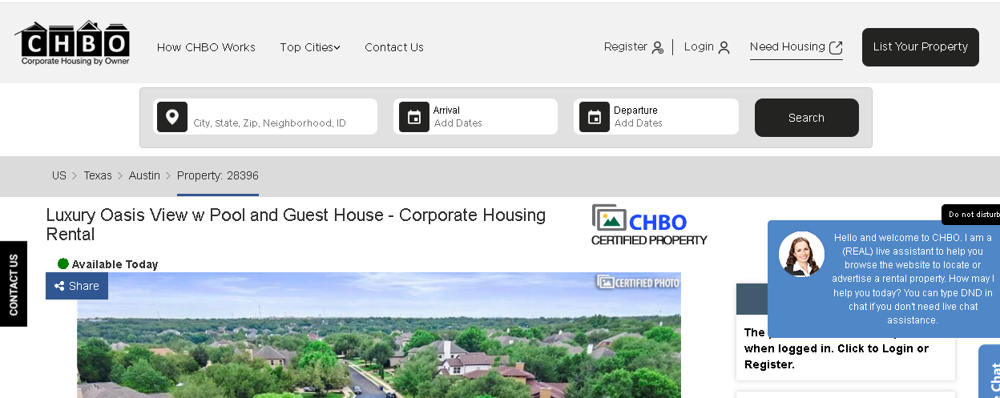 CHBO
Corporate Housing by Owner
How CHBO Works
Top Cities
Contact Us
Register
Login
Need Housing
List Your Property
City, State, Zip, Neighborhood, ID
Arrival
Add Dates
Departure
Add Dates
Search
US > Texas > Austin > Property: 28396
Luxury Oasis View w Pool and Guest House - Corporate Housing
Rental
CHBO
CERTIFIED PROPERTY
Available Today
Share
CERTIFIED PHOTO
CONTACT US
Do not disturb
Hello and welcome to CHBO. I am a
(REAL) live assistant to help you
browse the website to locate or
advertise a rental property. How may I
help you today? You can type DND in
chat if you don't need live chat
assistance.
The
when logged in. Click to Login or
Register.
Chat